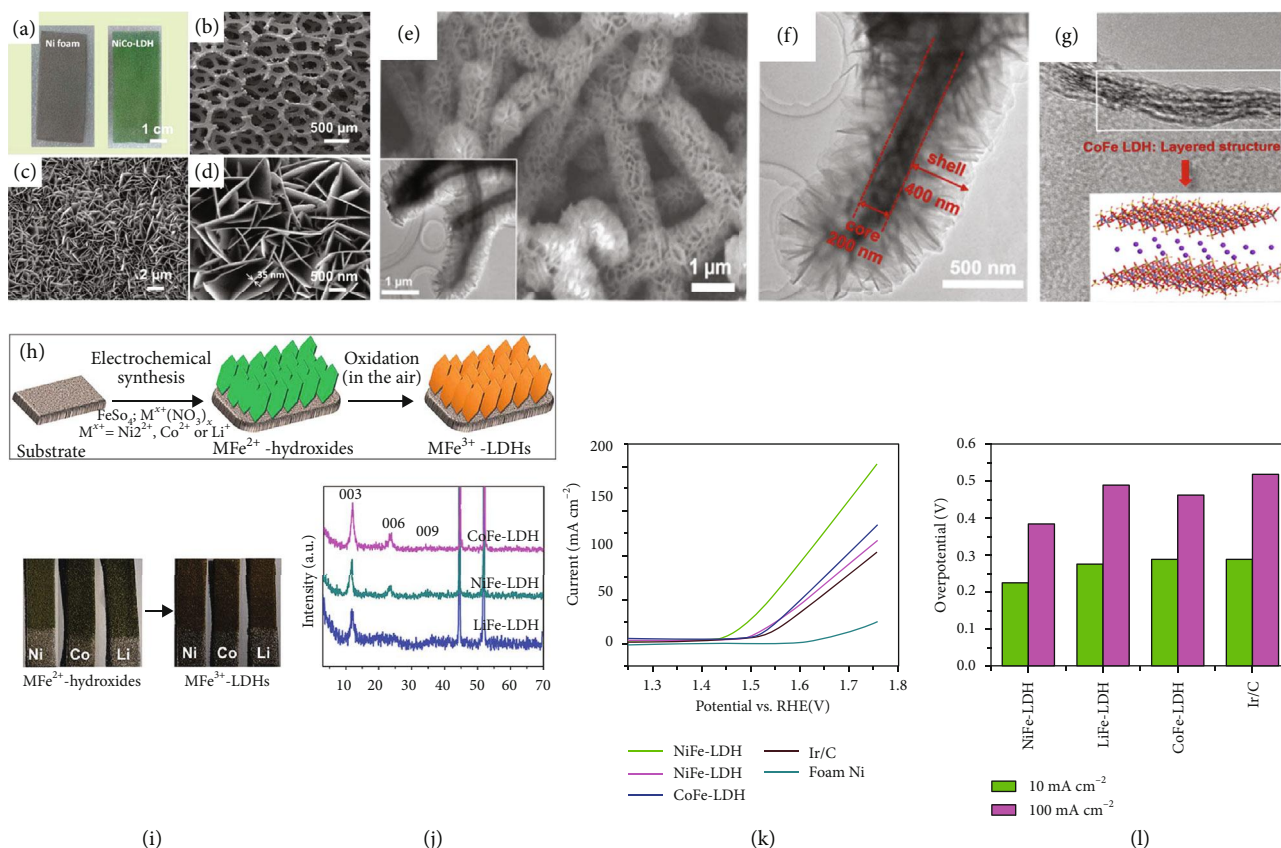 (a)
Ni foam
NiCo-LDH
1 cm
(b)
500 μm
(c)
2 μm
(d)
35 nm
500 nm
(e)
1 μm
1 μm
(f)
shell
400 nm
core
200 nm
500 nm
(g)
CoFe LDH: Layered structure
(h)
Electrochemical
synthesis
Oxidation
(in the air)
FeSo₄; Mˣ⁺(NO₃)ₓ
Mˣ⁺= Ni2²⁺, Co²⁺ or Li⁺
Substrate
MFe²⁺ -hydroxides
MFe³⁺ -LDHs
Ni Co Li
Ni Co Li
MFe²⁺-hydroxides
MFe³⁺-LDHs
(i)
003
006
009
CoFe-LDH
NiFe-LDH
LiFe-LDH
Intensity (a.u.)
10 20 30 40 50 60 70
(j)
200
150
100
50
0
Current (mA cm⁻²)
1.3 1.4 1.5 1.6 1.7 1.8
Potential vs. RHE(V)
NiFe-LDH
NiFe-LDH
CoFe-LDH
Ir/C
Foam Ni
(k)
0.6
0.5
0.4
0.3
0.2
0.1
0.0
Overpotential (V)
NiFe-LDH
LiFe-LDH
CoFe-LDH
Ir/C
10 mA cm⁻²
100 mA cm⁻²
(l)